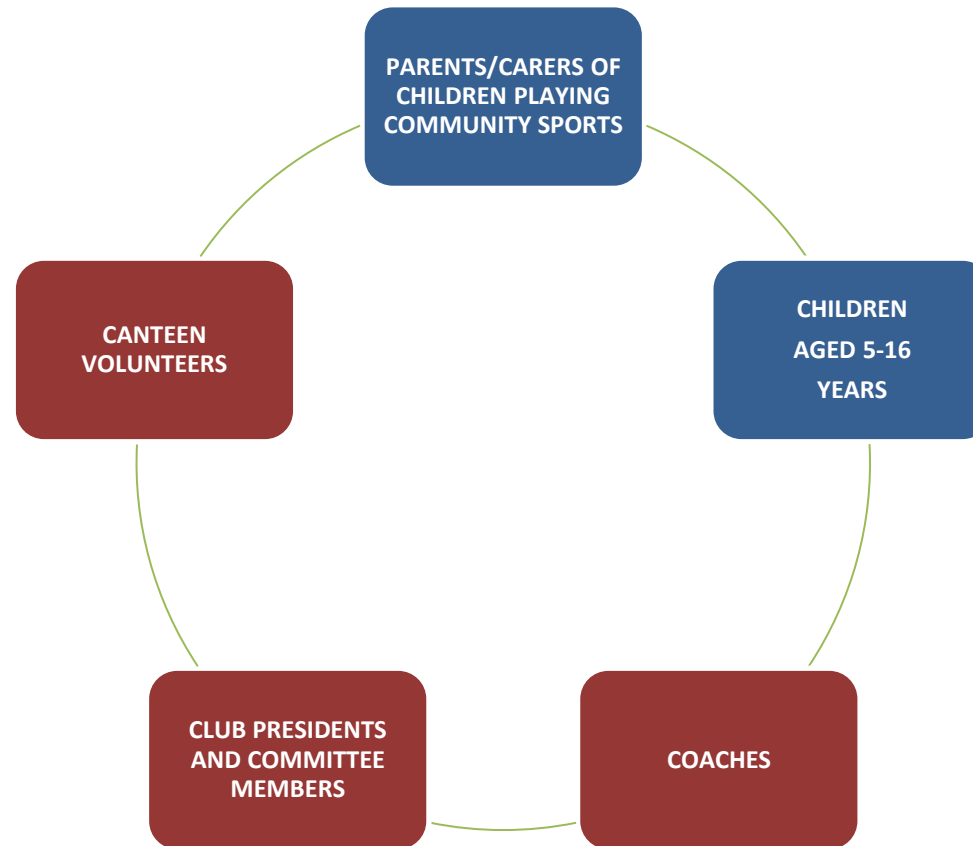 PARENTS/CARERS OF
CHILDREN PLAYING
COMMUNITY SPORTS
CANTEEN
VOLUNTEERS
CHILDREN
AGED 5-16
YEARS
CLUB PRESIDENTS
AND COMMITTEE
MEMBERS
COACHES